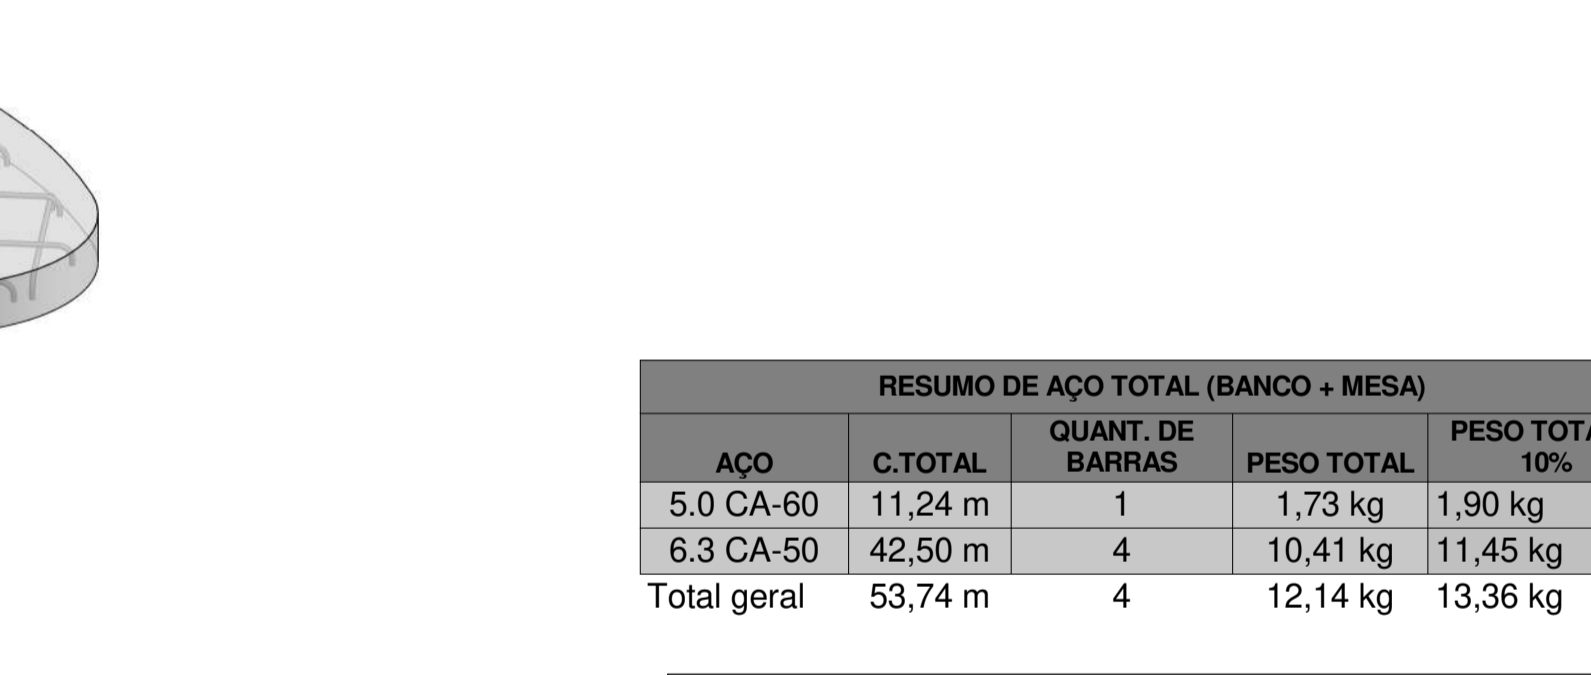 RESUMO DE AÇO TOTAL (BANCO + MESA)
AÇO C.TOTAL QUANT. DE BARRAS PESO TOTAL PESO 10%
5.0 CA-60 11,24 m 1 1,73 kg 1,90 kg
6.3 CA-50 42,50 m 4 10,41 kg 11,45 kg
Total geral 53,74 m 4 12,14 kg 13,36 kg